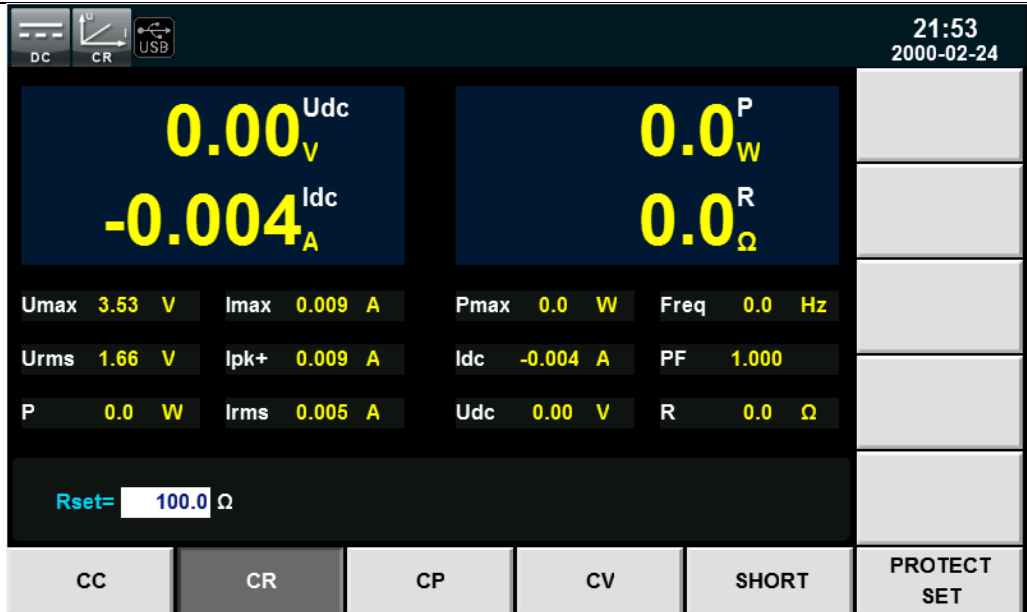 DC
U
I
CR
USB
21:53
2000-02-24
0.00 Udc V
0.0 P W
-0.004 Idc A
0.0 R Ω
Umax 3.53 V Imax 0.009 A Pmax 0.0 W Freq 0.0 Hz
Urms 1.66 V Ipk+ 0.009 A Idc -0.004 A PF 1.000
P 0.0 W Irms 0.005 A Udc 0.00 V R 0.0 Ω
Rset= 100.0 Ω
CC CR CP CV SHORT PROTECT
SET